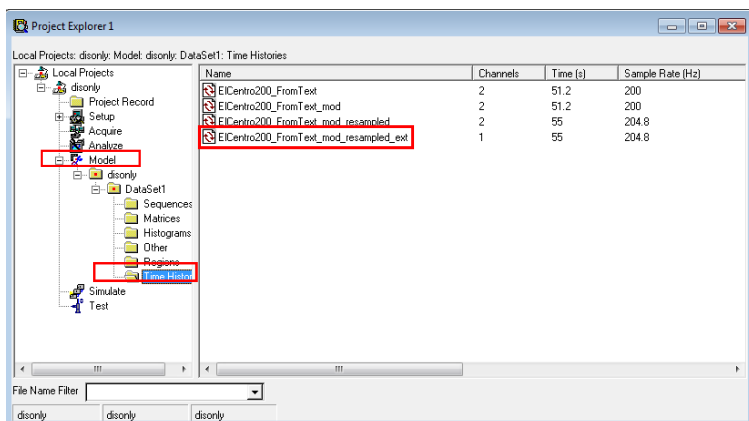 Project Explorer 1
Local Projects: disonly: Model: disonly: DataSet1: Time Histories
Local Projects
disonly
Project Record
Setup
Acquire
Analyze
Model
disonly
DataSet1
Sequences
Matrices
Histograms
Other
Regions
Time Histor
Simulate
Test
Name Channels Time (s) Sample Rate (Hz)
ElCentro200_FromText 2 51.2 200
ElCentro200_FromText_mod 2 51.2 200
ElCentro200_FromText_mod_resampled 2 55 204.8
ElCentro200_FromText_mod_resampled_ext 1 55 204.8
File Name Filter
disonly disonly disonly